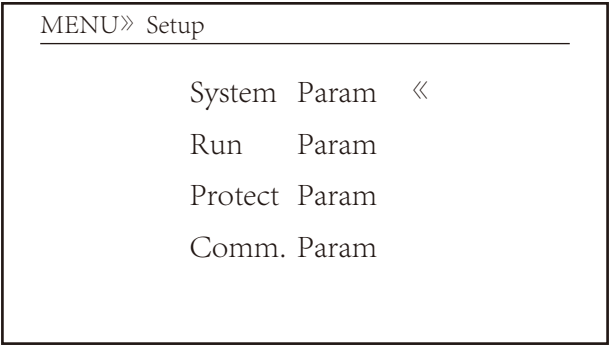 MENU》 Setup
System Param 《
Run Param
Protect Param
Comm. Param